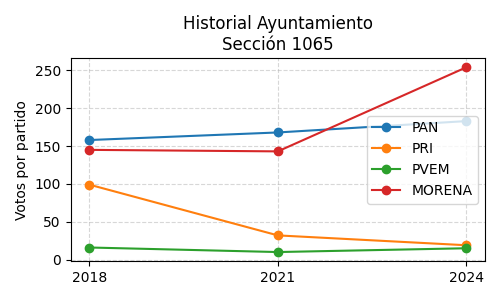 Historial Ayuntamiento
Sección 1065
Votos por partido
250
200
150
100
50
0
2018
2021
2024
PAN
PRI
PVEM
MORENA